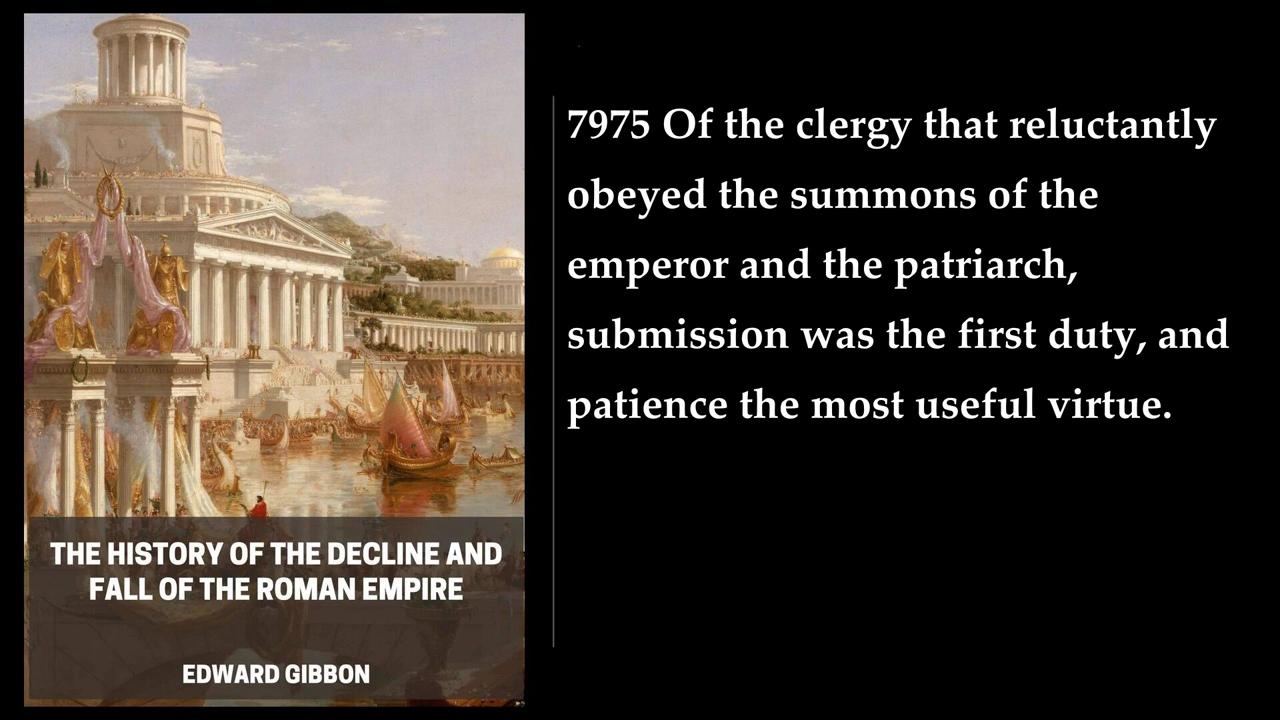 THE HISTORY OF THE DECLINE AND
FALL OF THE ROMAN EMPIRE
EDWARD GIBBON
7975 Of the clergy that reluctantly
obeyed the summons of the
emperor and the patriarch,
submission was the first duty, and
patience the most useful virtue.